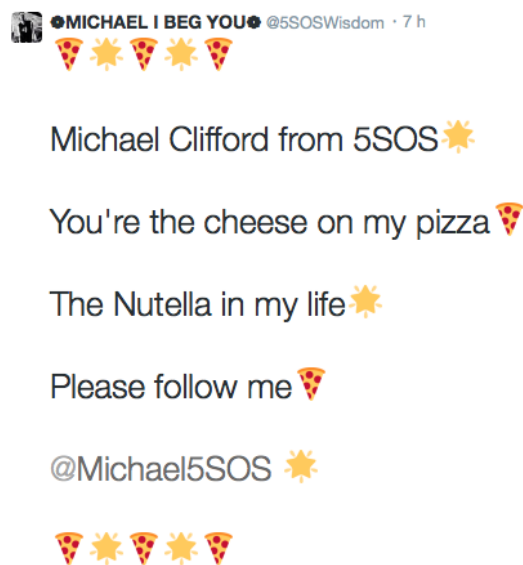 ✺MICHAEL I BEG YOU✺ @5SOSWisdom · 7 h
🍕🌟🍕🌟🍕
Michael Clifford from 5SOS🌟
You're the cheese on my pizza🍕
The Nutella in my life🌟
Please follow me🍕
@Michael5SOS 🌟
🍕🌟🍕🌟🍕